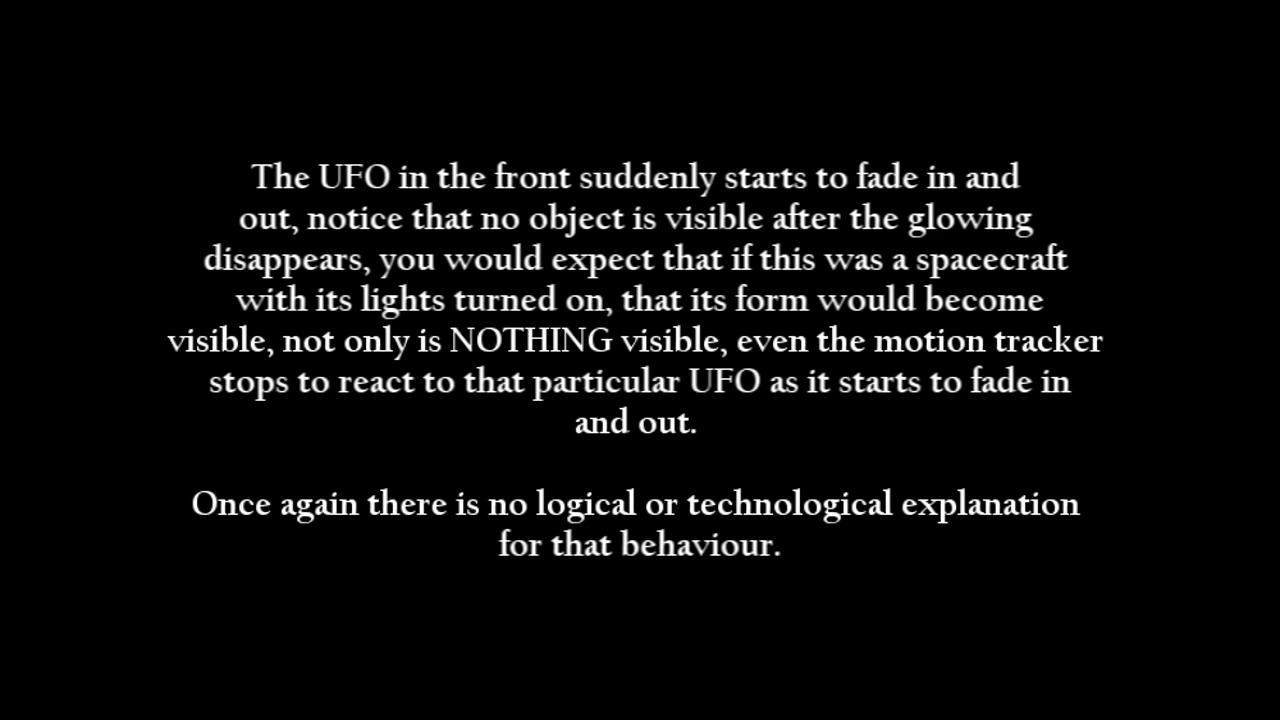 The UFO in the front suddenly starts to fade in and
out, notice that no object is visible after the glowing
disappears, you would expect that if this was a spacecraft
with its lights turned on, that its form would become
visible, not only is NOTHING visible, even the motion tracker
stops to react to that particular UFO as it starts to fade in
and out.
Once again there is no logical or technological explanation
for that behaviour.